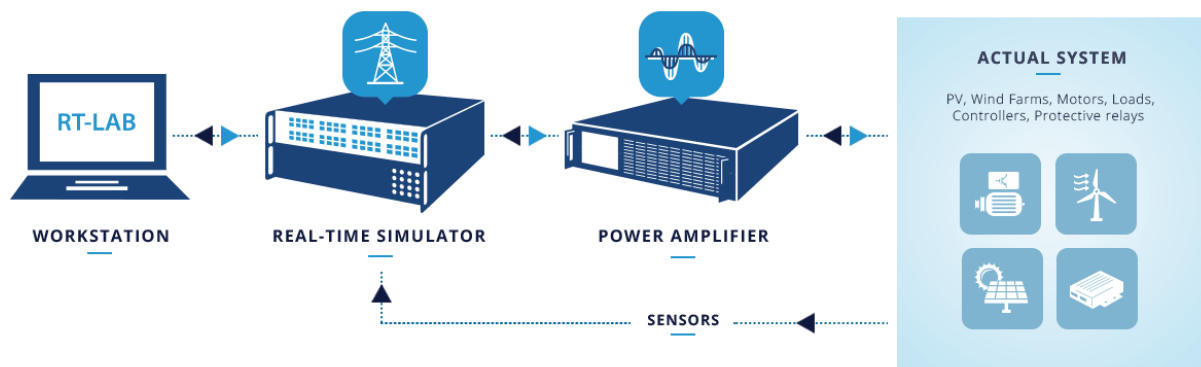 RT-LAB
WORKSTATION
REAL-TIME SIMULATOR
POWER AMPLIFIER
SENSORS
ACTUAL SYSTEM
PV, Wind Farms, Motors, Loads,
Controllers, Protective relays